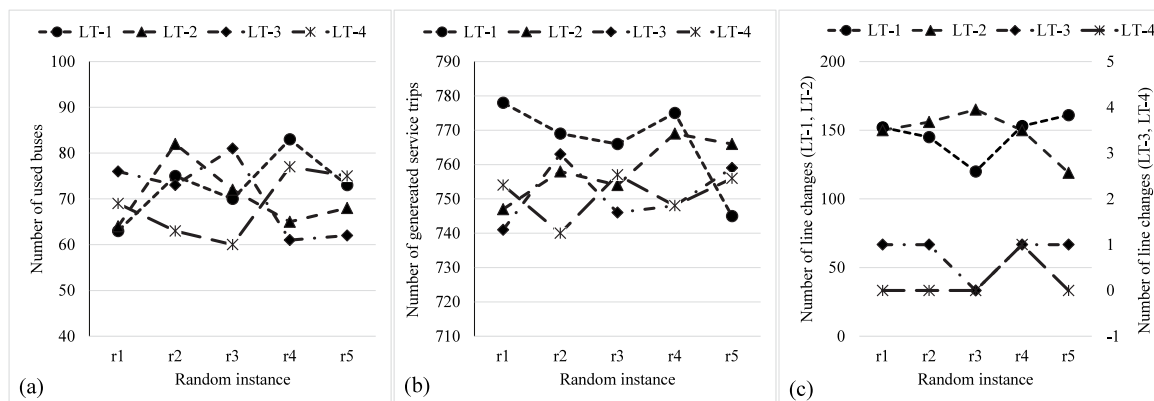 LT-1 LT-2 LT-3 LT-4
100
90
80
70
60
50
40
Number of used buses
r1 r2 r3 r4 r5
Random instance
(a)
LT-1 LT-2 LT-3 LT-4
790
780
770
760
750
740
730
720
710
Number of genereated service trips
r1 r2 r3 r4 r5
Random instance
(b)
LT-1 LT-2 LT-3 LT-4
200
150
100
50
0
Number of line changes (LT-1, LT-2)
5
4
3
2
1
0
-1
Number of line changes (LT-3, LT-4)
r1 r2 r3 r4 r5
Random instance
(c)